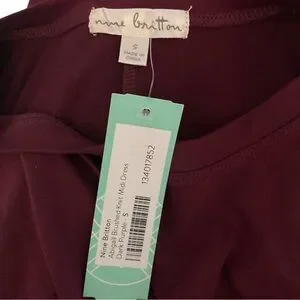 nine britton
S
MADE IN
CHINA
134017852
Nine Britton
Abigail Brushed Knit Midi Dress
Dark Purple - S